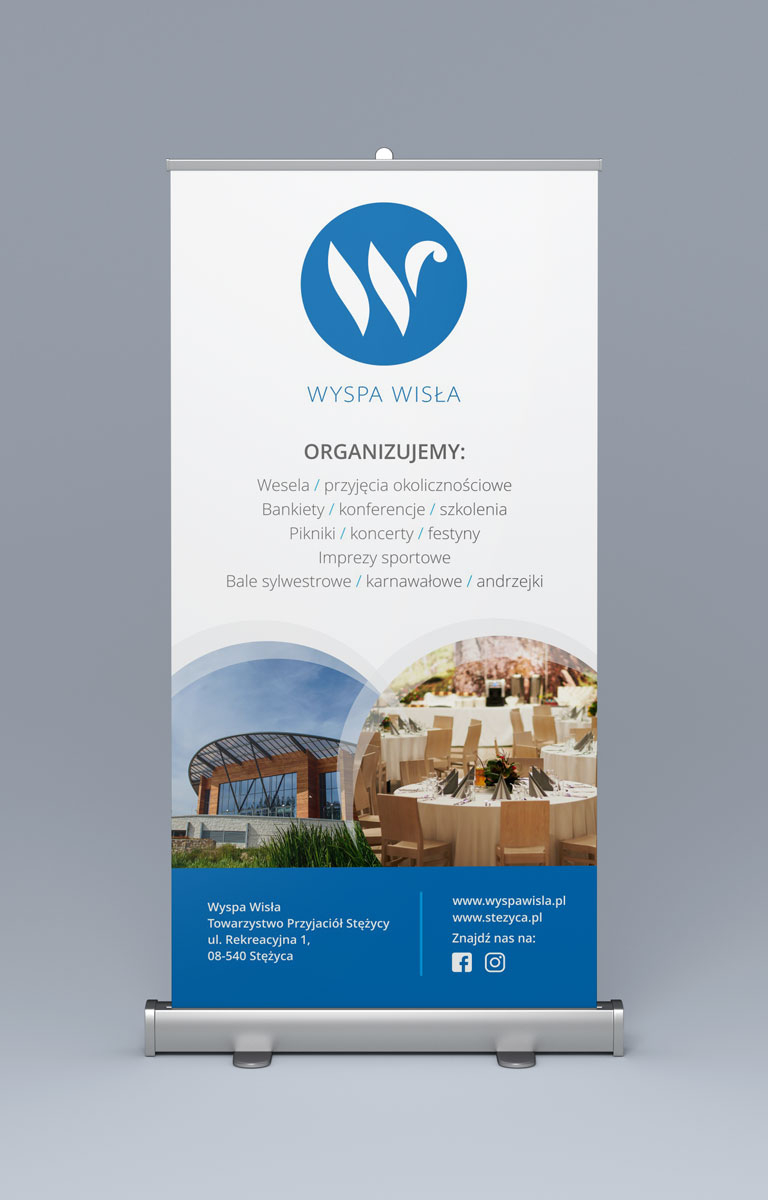 W
WYSPA WISŁA
ORGANIZUJEMY:
Wesela / przyjęcia okolicznościowe
Bankiety / konferencje / szkolenia
Pikniki / koncerty / festyny
Imprezy sportowe
Bale sylwestrowe / karnawałowe / andrzejki
Wyspa Wisła
Towarzystwo Przyjaciół Stężycy
ul. Rekreacyjna 1,
08-540 Stężyca
www.wyspawisla.pl
www.stezyca.pl
Znajdź nas na: